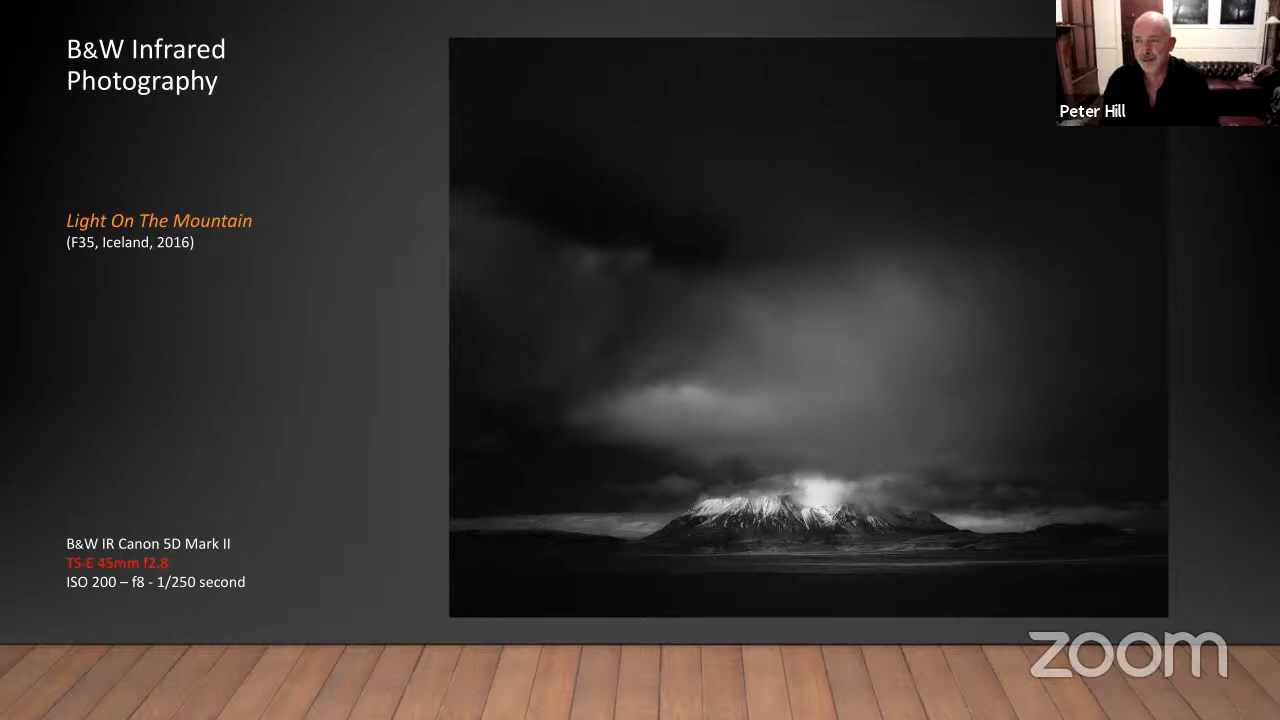 B&W Infrared
Photography
Peter Hill
Light On The Mountain
(F35, Iceland, 2016)
B&W IR Canon 5D Mark II
TS-E 45mm f2.8
ISO 200 – f8 - 1/250 second
zoom